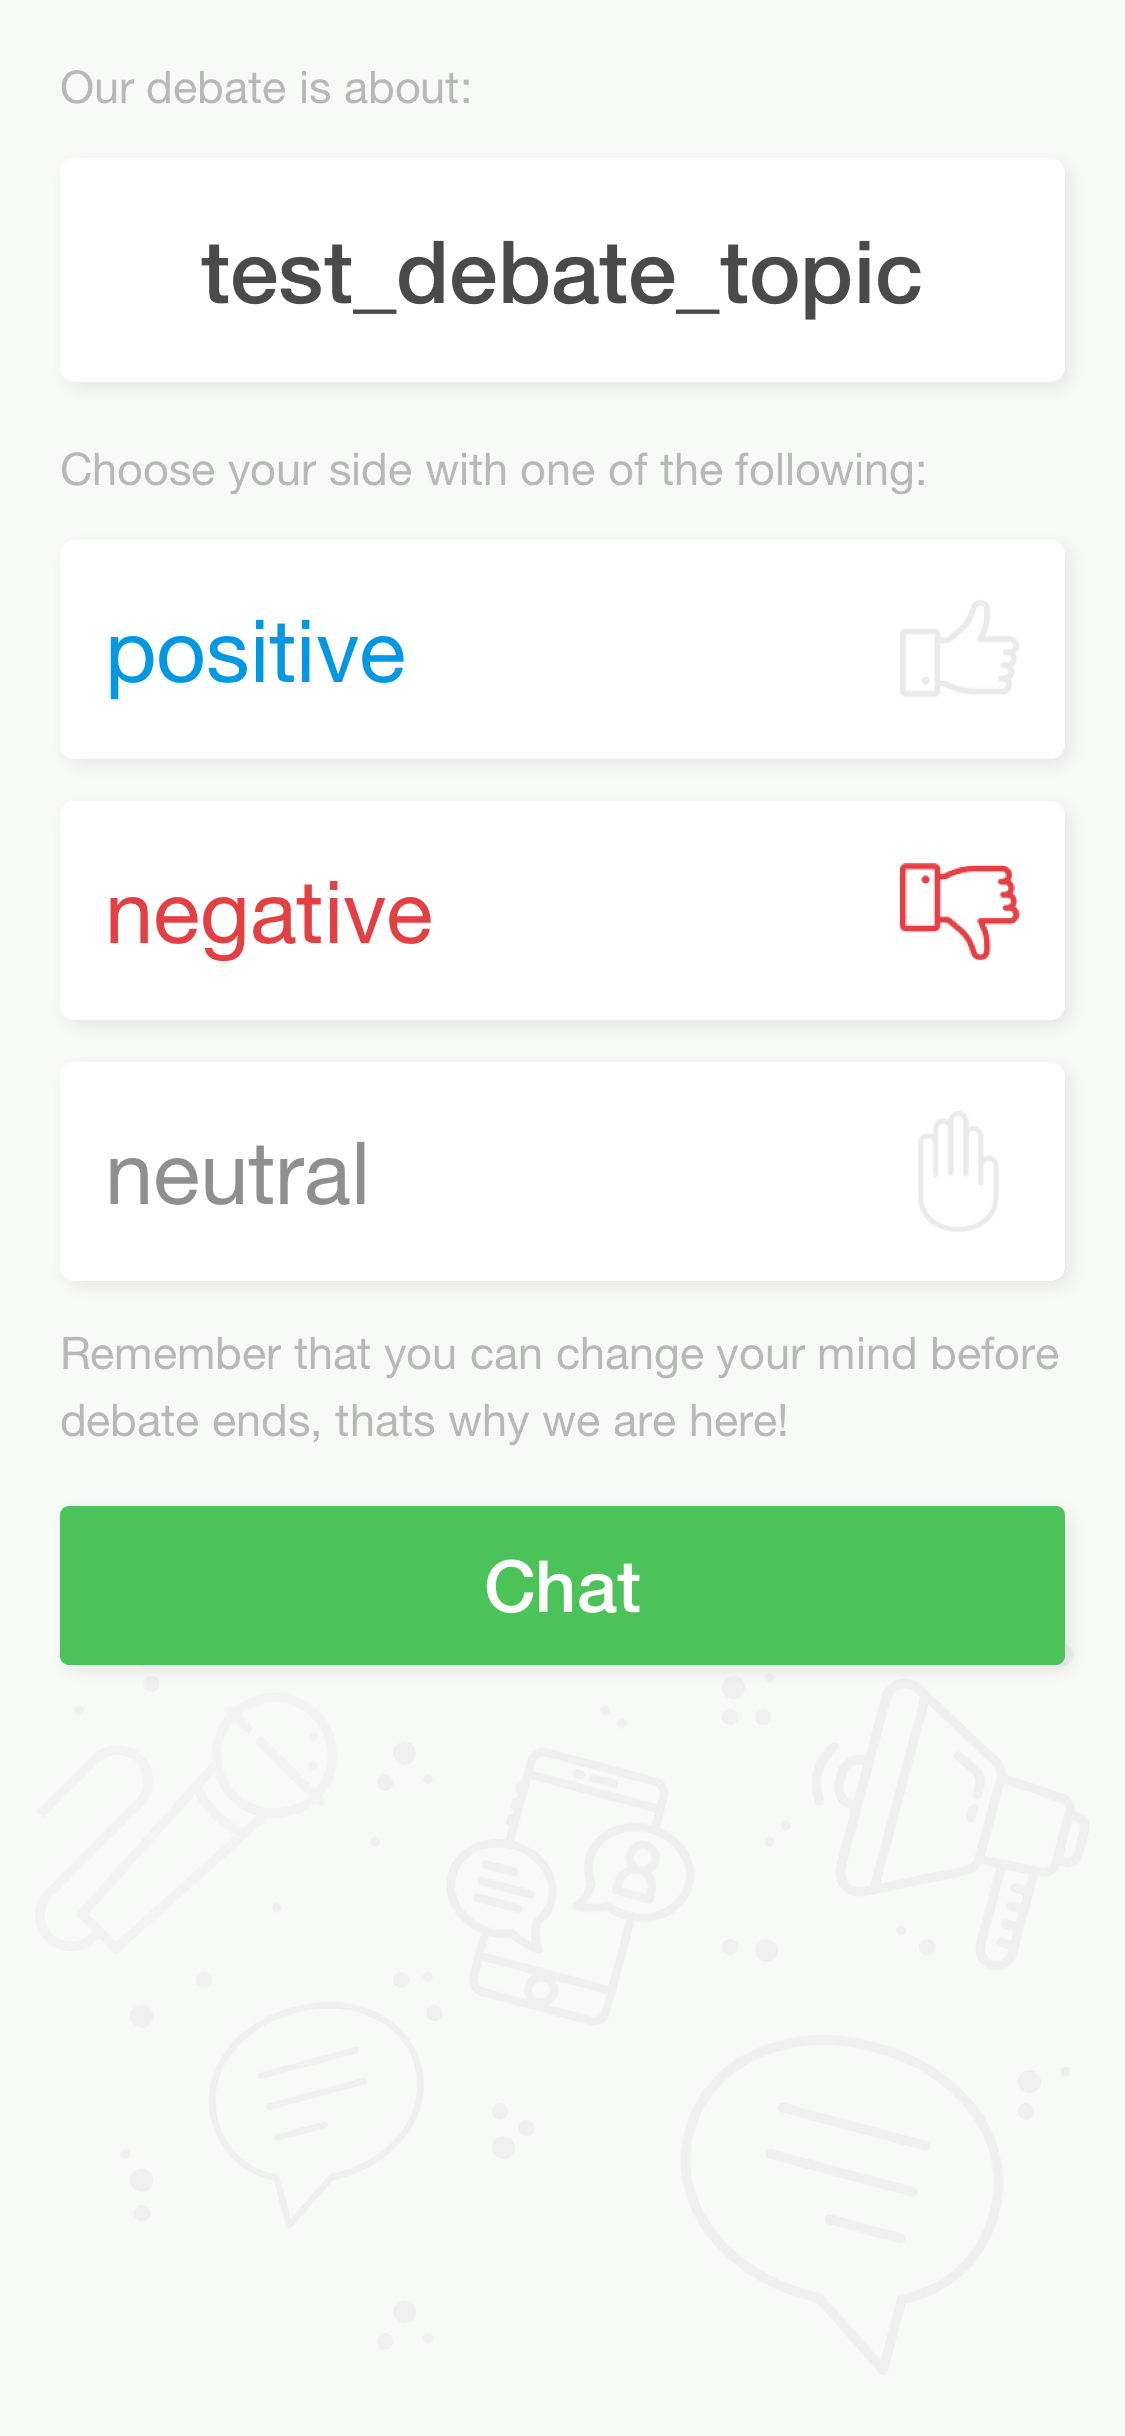 Our debate is about:
test_debate_topic
Choose your side with one of the following:
positive
negative
neutral
Remember that you can change your mind before
debate ends, thats why we are here!
Chat